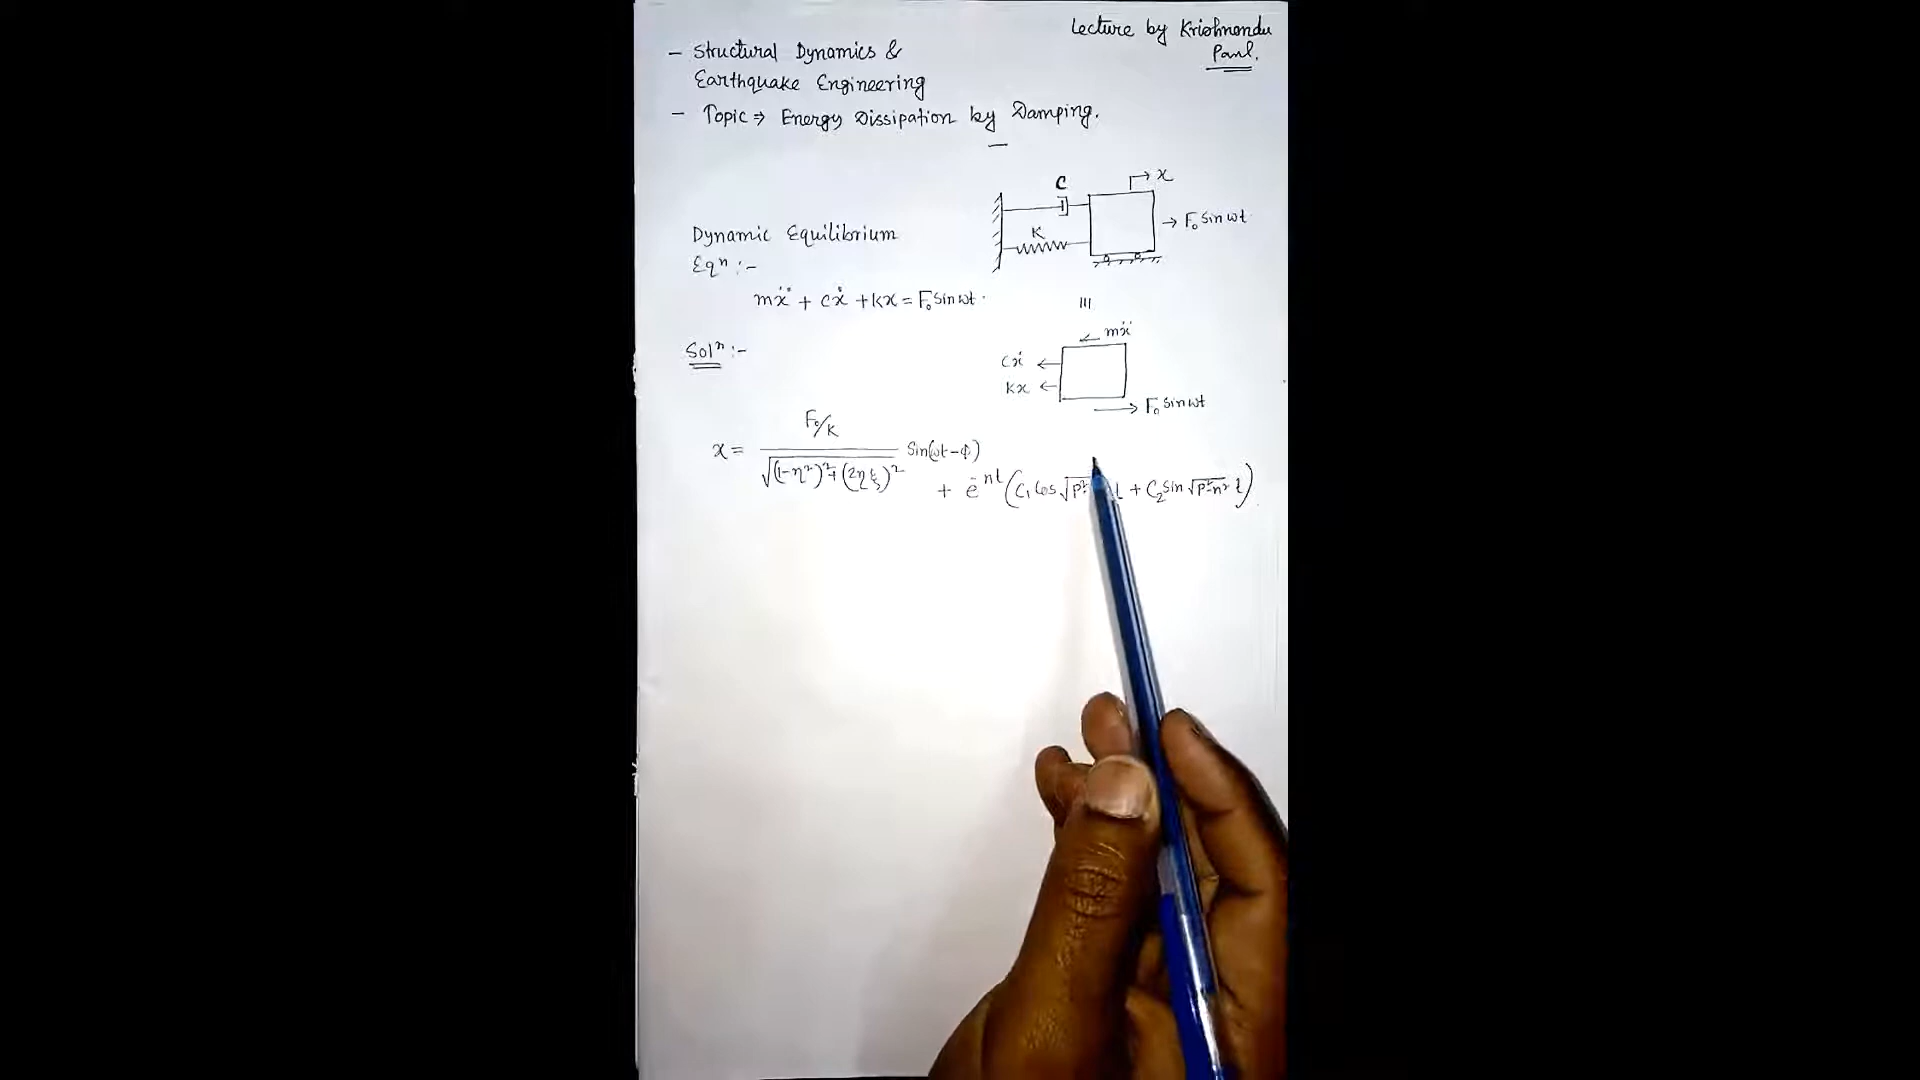 Lecture by Krishnendu
Paul.
- Structural Dynamics &
Earthquake Engineering
- Topic ⇒ Energy Dissipation by Damping.
C
→ x
K
→ F₀ Sin ωt
Dynamic Equilibrium
Eqⁿ :-
mẍ + cẋ + kx = F₀ Sin ωt .
|||
← mẍ
Solⁿ :-
cẋ ←
kx ←
→ F₀ Sin ωt
x = (F₀/K) / √((1-η²)² + (2ηξ)²) Sin(ωt - Φ)
+ e⁻ⁿᵗ (C₁ Cos √p²- t + C₂ Sin √p²-n² t)